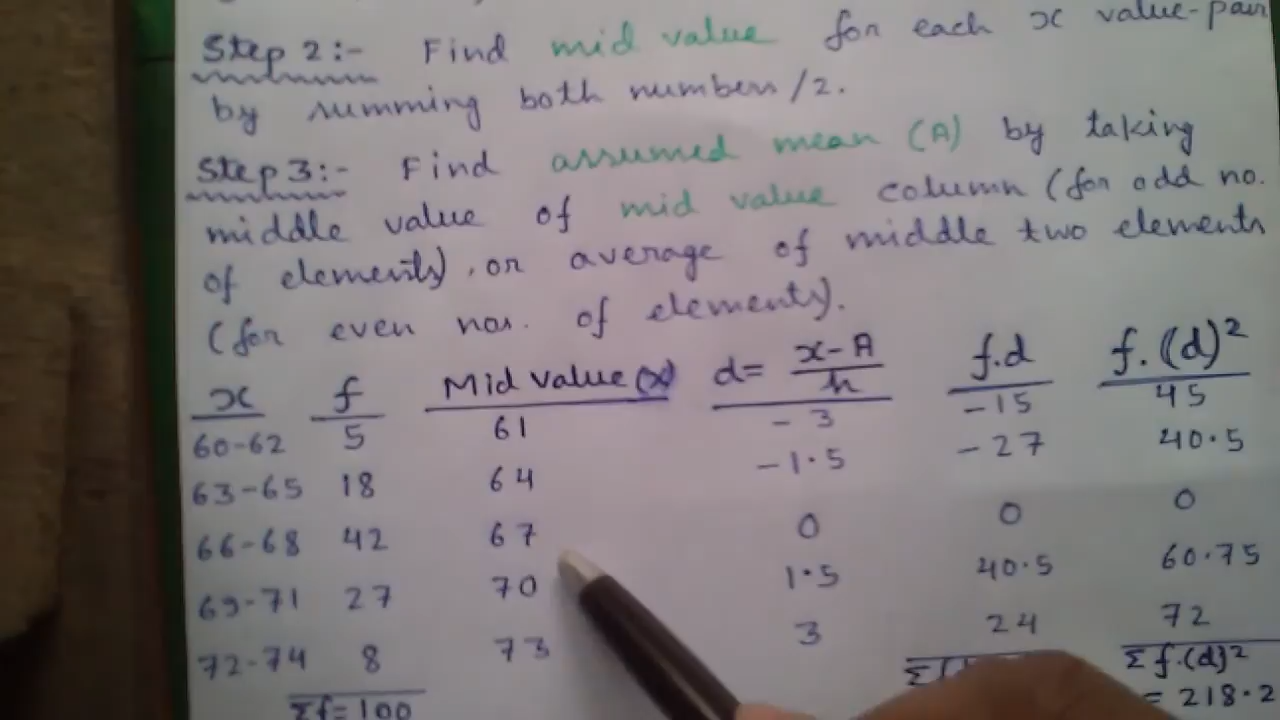 Step 2:- Find mid value for each x value-pair
by summing both numbers/2.
Step 3:- Find assumed mean (A) by taking
middle value of mid value column (for odd no.
of elements), or average of middle two elements
(for even nos. of elements).
x f Mid value (x) d= x-A/h f.d f.(d)²
60-62 5 61 -3 -15 45
63-65 18 64 -1.5 -27 40.5
66-68 42 67 0 0 0
69-71 27 70 1.5 40.5 60.75
72-74 8 73 3 24 72
Σf=100 Σ f.(d)²
= 218.2